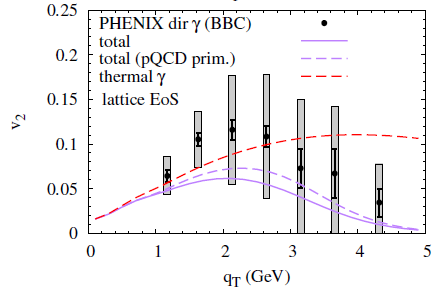 0.25
PHENIX dir γ (BBC)
total
0.2
total (pQCD prim.)
thermal γ
0.15
lattice EoS
v2
0.1
0.05
0
0 1 2 3 4 5
qT (GeV)